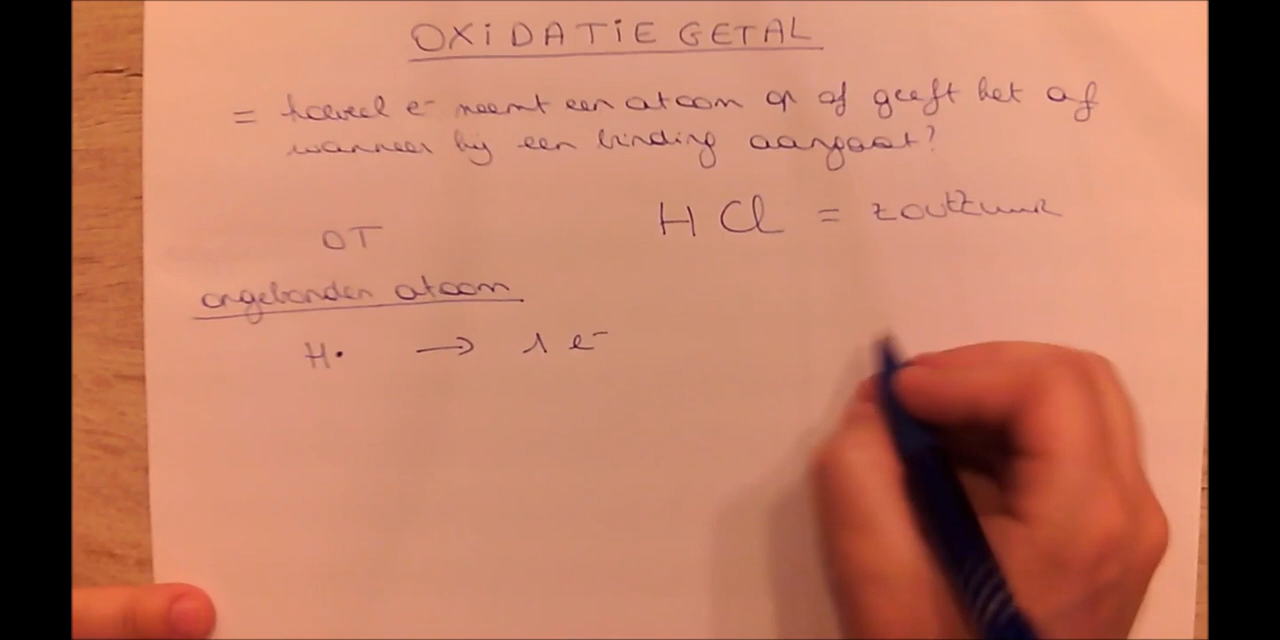 OXIDATIE GETAL
= hoeveel e⁻ neemt een atoom op of geeft het af
wanneer hij een binding aangaat?
HCl = zoutzuur
OT
ongebonden atoom
H· → 1 e⁻